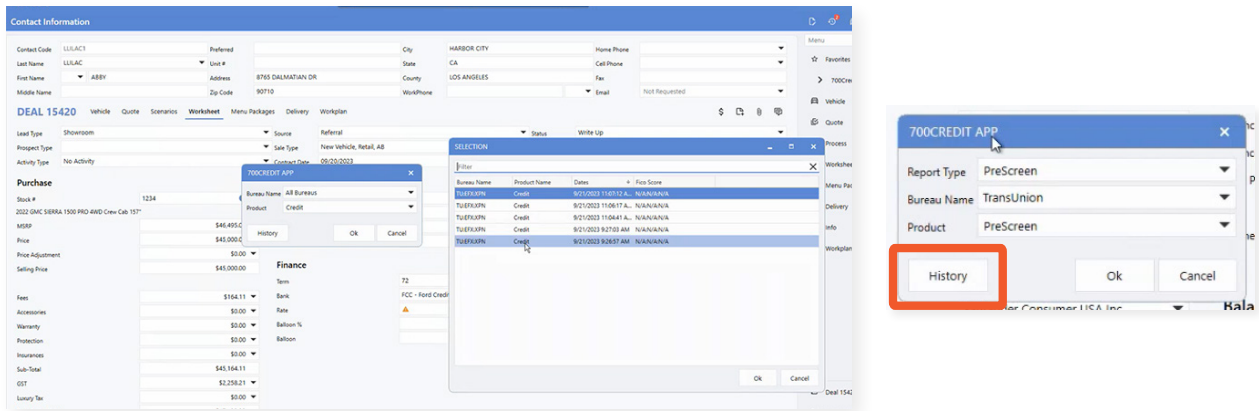 Contact Information
Menu
Contact Code LLILAC1 Preferred City HARBOR CITY Home Phone
Last Name LLILAC Unit # State CA Cell Phone
First Name ABBY Address 8765 DALMATIAN DR County LOS ANGELES Fax
Middle Name Zip Code 90710 WorkPhone Email Not Requested
Favorites
700Cre
Vehicle
Quote
Process
Workshee
Menu Pac
Delivery
Info
Workplan
Deal 1542
DEAL 15420 Vehicle Quote Scenarios Worksheet Menu Packages Delivery Workplan
Lead Type Showroom Source Referral Status Write Up
Prospect Type Sale Type New Vehicle, Retail, AB
Activity Type No Activity Contract Date 09/20/2023
Purchase
Stock # 1234
2022 GMC SIERRA 1500 PRO 4WD Crew Cab 157"
MSRP $46,495.0
Price $45,000.0
Price Adjustment $0.00
Selling Price $45,000.00
Fees $164.11
Accessories $0.00
Warranty $0.00
Protection $0.00
Insurances $0.00
Sub-Total $45,164.11
GST $2,258.21
Luxury Tax $0.00
Finance
Term 72
Bank FCC - Ford Credi
Rate
Balloon %
Balloon
700CREDIT APP
Bureau Name All Bureaus
Product Credit
History Ok Cancel
SELECTION
Filter
Bureau Name Product Name Dates Fico Score
TU:EFX:XPN Credit 9/21/2023 11:07:12 A... N/A:N/A:N/A
TU:EFX:XPN Credit 9/21/2023 11:06:17 A... N/A:N/A:N/A
TU:EFX:XPN Credit 9/21/2023 11:04:41 A... N/A:N/A:N/A
TU:EFX:XPN Credit 9/21/2023 9:27:03 AM N/A:N/A:N/A
TU:EFX:XPN Credit 9/21/2023 9:26:57 AM N/A:N/A:N/A
Ok Cancel
700CREDIT APP
Report Type PreScreen
Bureau Name TransUnion
Product PreScreen
History Ok Cancel
der Consumer USA Inc
Bala